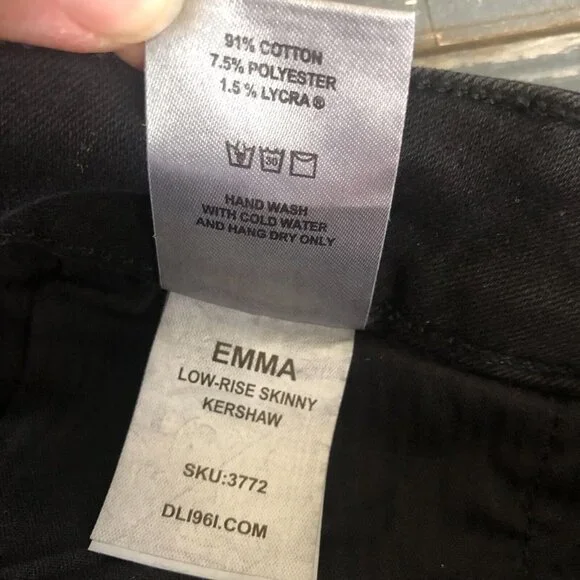 91% COTTON
7.5% POLYESTER
1.5% LYCRA®
30
HAND WASH
WITH COLD WATER
AND HANG DRY ONLY
EMMA
LOW-RISE SKINNY
KERSHAW
SKU:3772
DL196I.COM